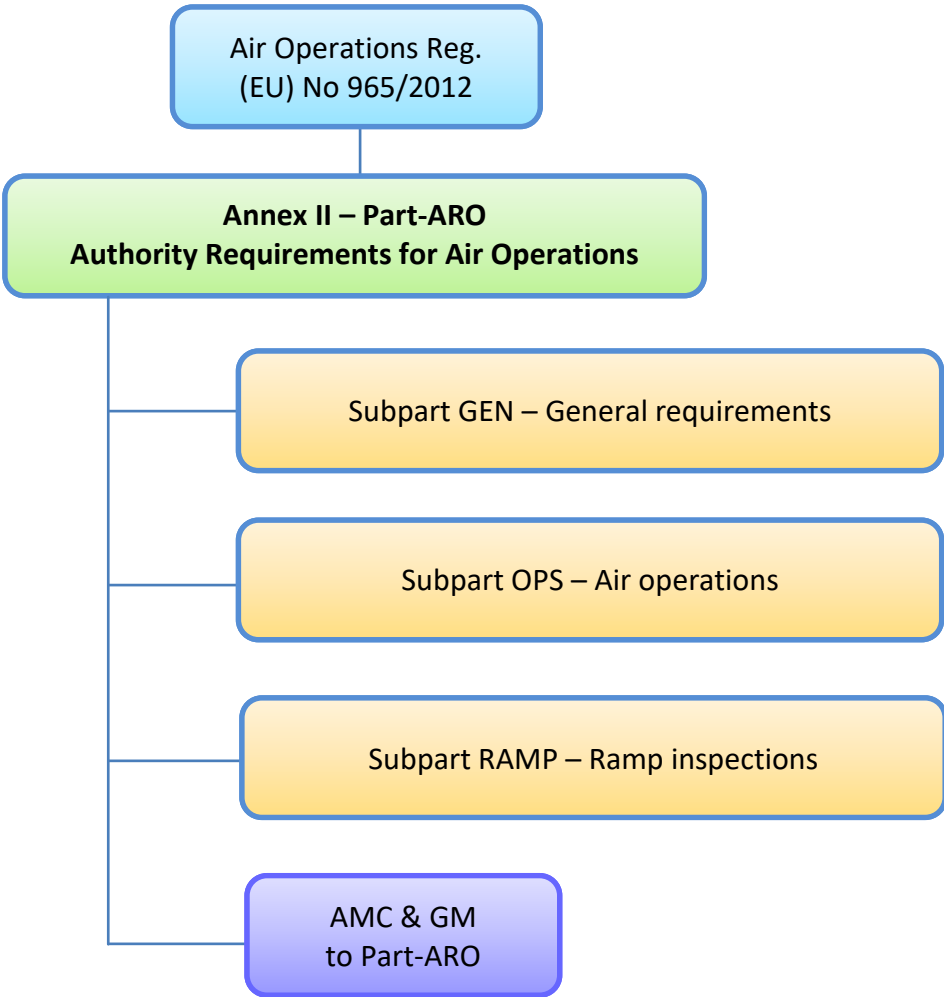 Air Operations Reg.
(EU) No 965/2012
Annex II – Part-ARO
Authority Requirements for Air Operations
Subpart GEN – General requirements
Subpart OPS – Air operations
Subpart RAMP – Ramp inspections
AMC & GM
to Part-ARO